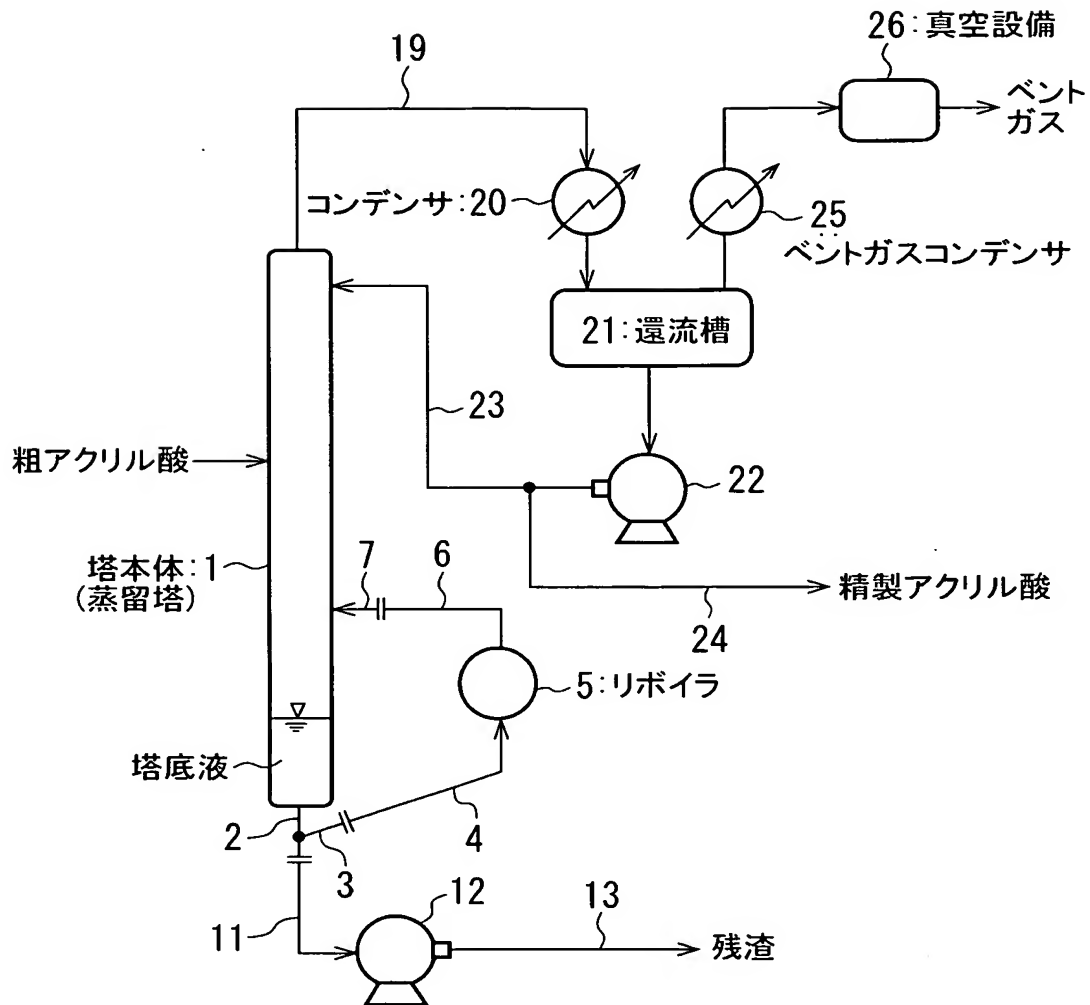 26:真空設備
19
ベント
ガス
コンデンサ:20
25
ベントガスコンデンサ
21:還流槽
23
粗アクリル酸
22
7
6
塔本体:1
(蒸留塔)
精製アクリル酸
24
5:リボイラ
塔底液
2
4
3
12
13
11
残渣